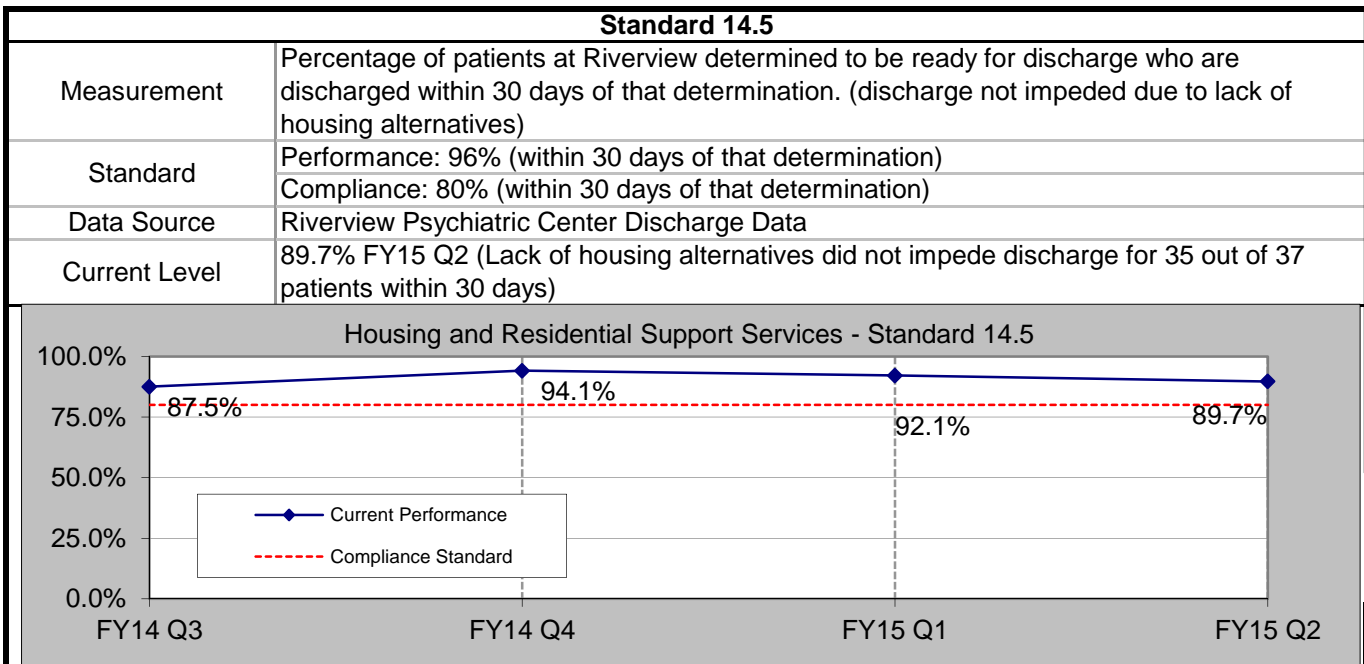 Standard 14.5
Measurement
Percentage of patients at Riverview determined to be ready for discharge who are
discharged within 30 days of that determination. (discharge not impeded due to lack of
housing alternatives)
Standard
Performance: 96% (within 30 days of that determination)
Compliance: 80% (within 30 days of that determination)
Data Source
Riverview Psychiatric Center Discharge Data
Current Level
89.7% FY15 Q2 (Lack of housing alternatives did not impede discharge for 35 out of 37
patients within 30 days)
Housing and Residential Support Services - Standard 14.5
100.0%
75.0%
50.0%
25.0%
0.0%
87.5%
94.1%
92.1%
89.7%
Current Performance
Compliance Standard
FY14 Q3
FY14 Q4
FY15 Q1
FY15 Q2